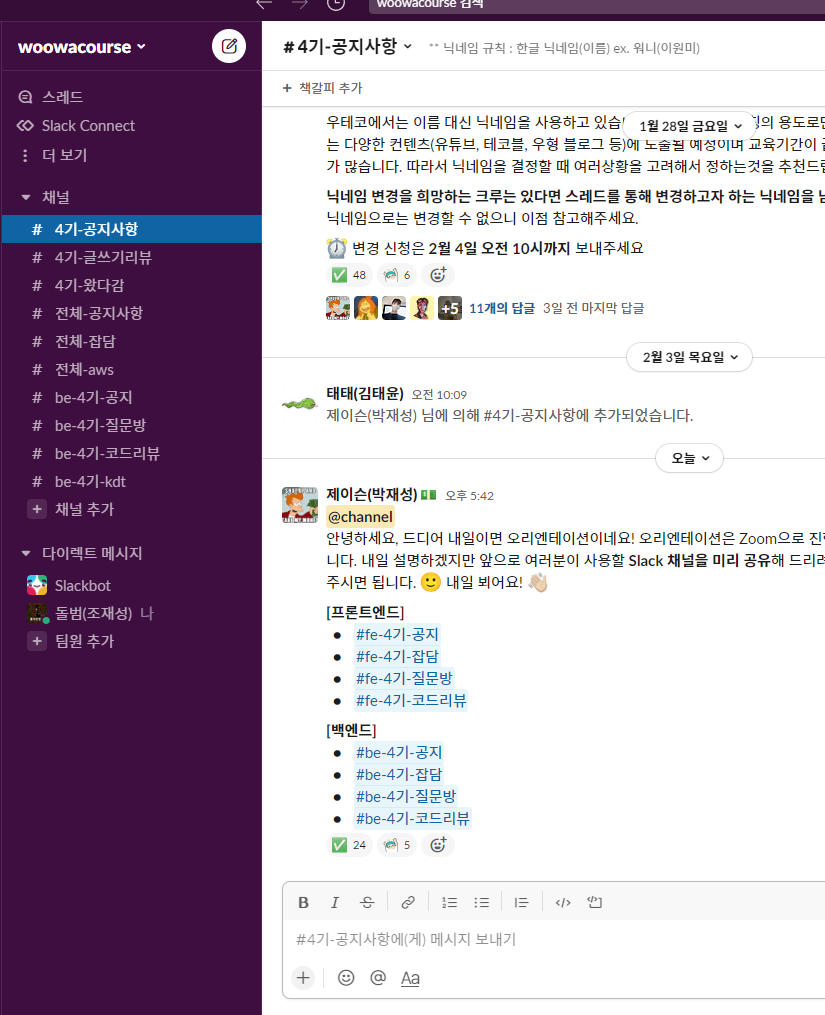 woowacourse 검색
woowacourse
스레드
Slack Connect
더 보기
채널
# 4기-공지사항
# 4기-글쓰기리뷰
# 4기-왔다감
# 전체-공지사항
# 전체-잡담
# 전체-aws
# be-4기-공지
# be-4기-질문방
# be-4기-코드리뷰
# be-4기-kdt
+ 채널 추가
다이렉트 메시지
Slackbot
돌범(조재성) 나
+ 팀원 추가
# 4기-공지사항 ** 닉네임 규칙 : 한글 닉네임(이름) ex. 워니(이원미)
+ 책갈피 추가
1월 28일 금요일
우테코에서는 이름 대신 닉네임을 사용하고 있습 용도로만
는 다양한 컨텐츠(유튜브, 테코블, 우형 블로그 등)에 노출될 예정이며 교육기간이
가 많습니다. 따라서 닉네임을 결정할 때 여러상황을 고려해서 정하는것을 추천드
닉네임 변경을 희망하는 크루는 있다면 스레드를 통해 변경하고자 하는 닉네임을
닉네임으로는 변경할 수 없으니 이점 참고해주세요.
⏰ 변경 신청은 2월 4일 오전 10시까지 보내주세요
✅ 48 6
+5 11개의 답글 3일 전 마지막 답글
2월 3일 목요일
태태(김태윤) 오전 10:09
제이슨(박재성) 님에 의해 #4기-공지사항에 추가되었습니다.
오늘
제이슨(박재성) 💵 오후 5:42
@channel
안녕하세요, 드디어 내일이면 오리엔테이션이네요! 오리엔테이션은 Zoom으로 진
니다. 내일 설명하겠지만 앞으로 여러분이 사용할 Slack 채널을 미리 공유해 드리려
주시면 됩니다. 🙂 내일 뵈어요! 👋🏻
[프론트엔드]
• #fe-4기-공지
• #fe-4기-잡담
• #fe-4기-질문방
• #fe-4기-코드리뷰
[백엔드]
• #be-4기-공지
• #be-4기-잡담
• #be-4기-질문방
• #be-4기-코드리뷰
✅ 24 5
B I S
#4기-공지사항에(게) 메시지 보내기
+ @ Aa